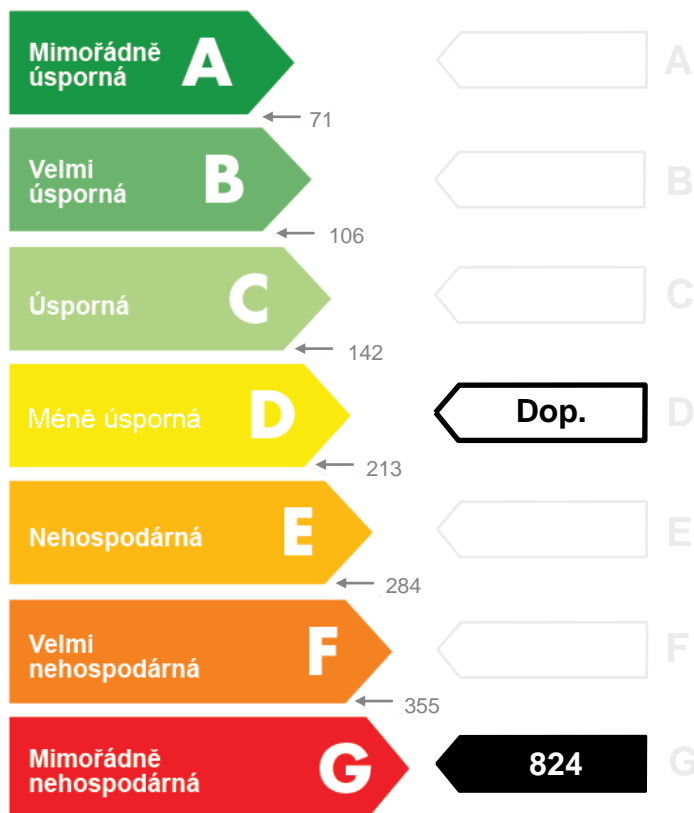 Mimořádně
úsporná
A
A
71
Velmi
úsporná
B
B
106
Úsporná
C
C
142
Méně úsporná
D
Dop.
D
213
Nehospodárná
E
E
284
Velmi
nehospodárná
F
F
355
Mimořádně
nehospodárná
G
824
G